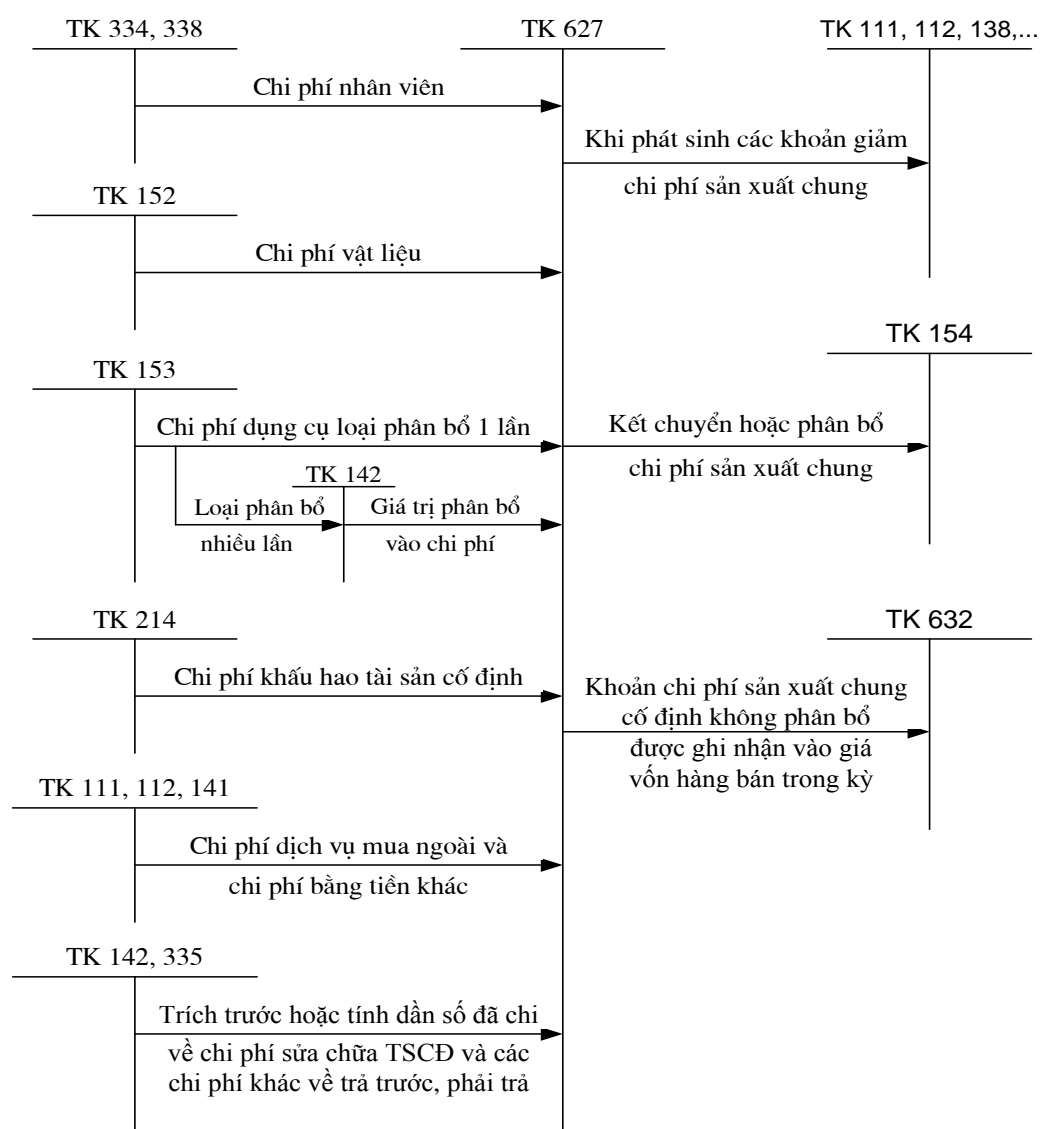 TK 334, 338
TK 627
TK 111, 112, 138,...
Chi phí nhân viên
Khi phát sinh các khoản giảm
chi phí sản xuất chung
TK 152
Chi phí vật liệu
TK 154
TK 153
Chi phí dụng cụ loại phân bổ 1 lần
Kết chuyển hoặc phân bổ
chi phí sản xuất chung
TK 142
Loại phân bổ
nhiều lần
Giá trị phân bổ
vào chi phí
TK 214
TK 632
Chi phí khấu hao tài sản cố định
Khoản chi phí sản xuất chung
cố định không phân bổ
được ghi nhận vào giá
vốn hàng bán trong kỳ
TK 111, 112, 141
Chi phí dịch vụ mua ngoài và
chi phí bằng tiền khác
TK 142, 335
Trích trước hoặc tính dần số đã chi
về chi phí sửa chữa TSCĐ và các
chi phí khác về trả trước, phải trả